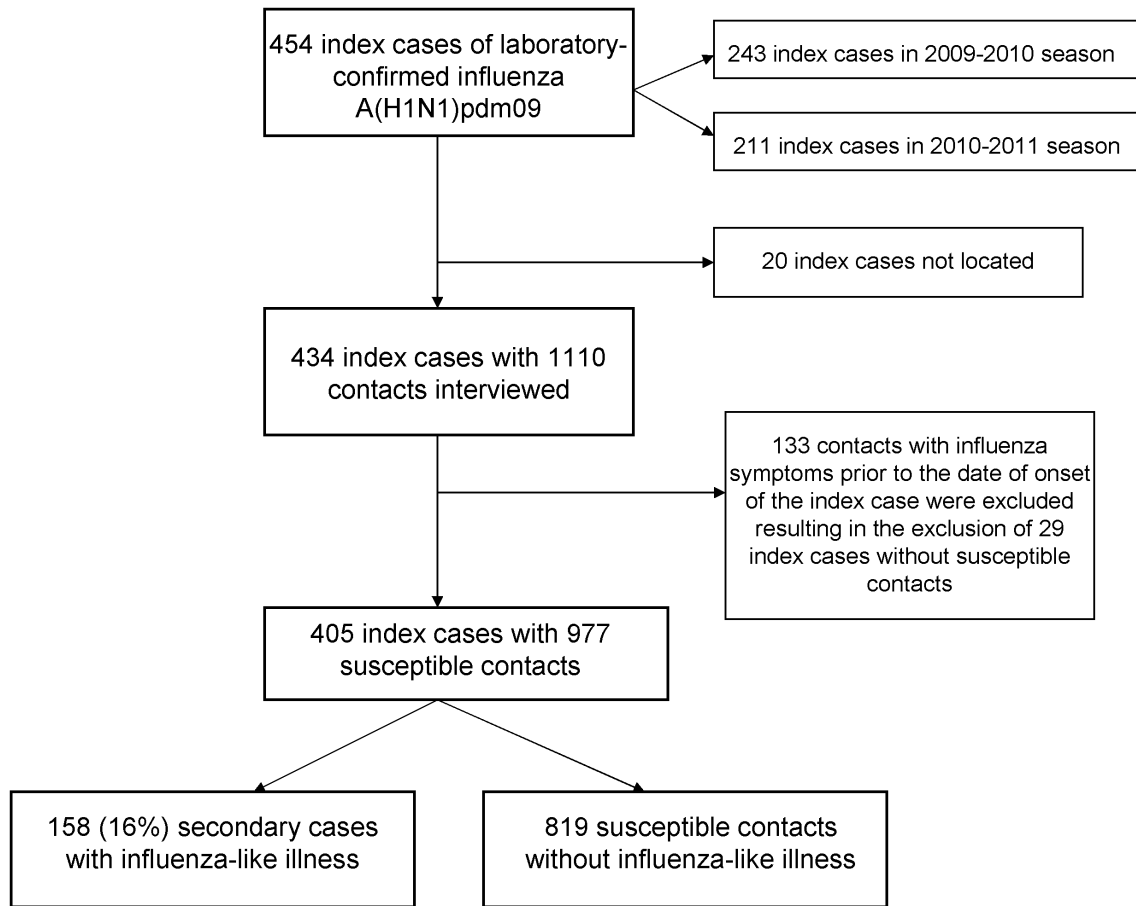 454 index cases of laboratory-
confirmed influenza
A(H1N1)pdm09
243 index cases in 2009-2010 season
211 index cases in 2010-2011 season
20 index cases not located
434 index cases with 1110
contacts interviewed
133 contacts with influenza
symptoms prior to the date of onset
of the index case were excluded
resulting in the exclusion of 29
index cases without susceptible
contacts
405 index cases with 977
susceptible contacts
158 (16%) secondary cases
with influenza-like illness
819 susceptible contacts
without influenza-like illness